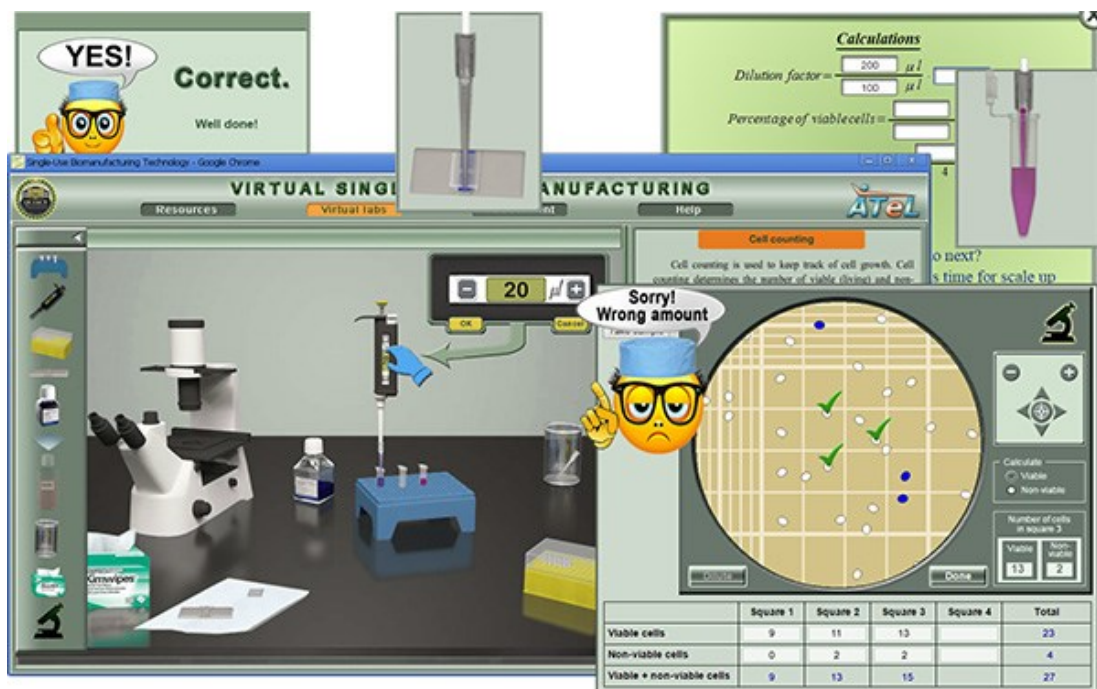 YES!
Correct.
Well done!
Calculations
Dilution factor =
200 μl
100 μl
Percentage of viable cells =
4
o next?
s time for scale up
Single-Use Biomanufacturing Technology - Google Chrome
VIRTUAL SINGL
ANUFACTURING
Resources
Virtual labs
nt
Help
ATeL
Cell counting
Cell counting is used to keep track of cell growth. Cell
counting determines the number of viable (living) and non-
20 μl
OK
Cancel
Sorry!
Wrong amount
Kimwipes
Calculate
Viable
Non-viable
Number of cells
in square 3
Viable
Non-viable
13
2
Dilute
Done
Square 1 Square 2 Square 3 Square 4 Total
Viable cells 9 11 13 23
Non-viable cells 0 2 2 4
Viable + non-viable cells 9 13 15 27